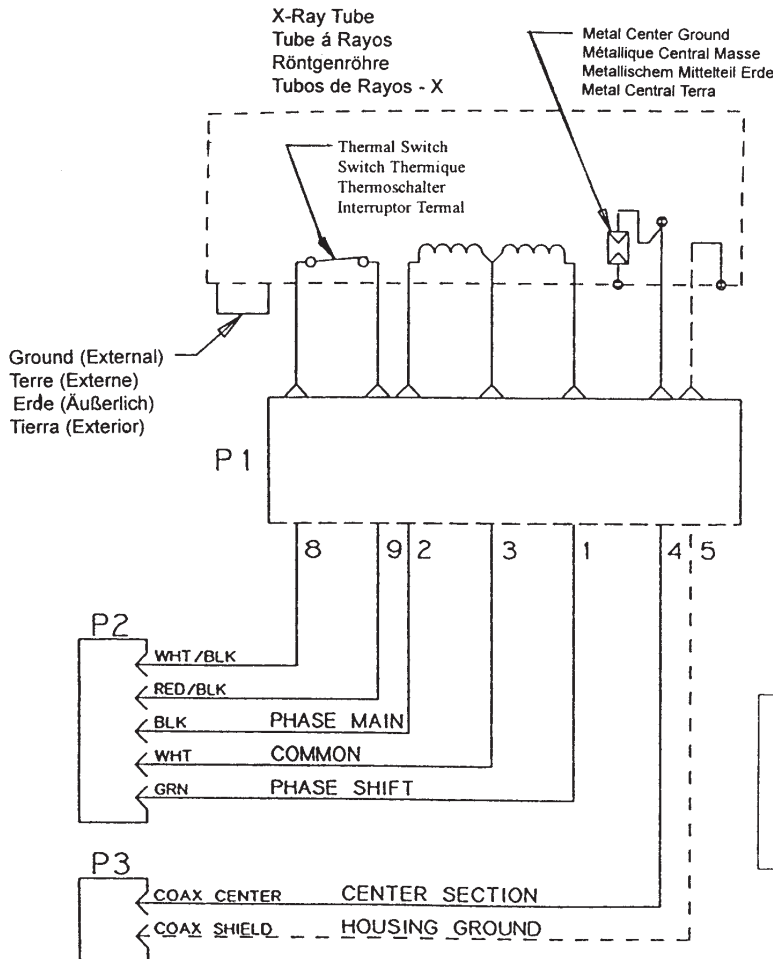 X-Ray Tube
Tube á Rayos
Röntgenröhre
Tubos de Rayos - X
Metal Center Ground
Métallique Central Masse
Metallischem Mittelteil Erde
Metal Central Terra
Thermal Switch
Switch Thermique
Thermoschalter
Interruptor Termal
Ground (External)
Terre (Externe)
Erde (Äußerlich)
Tierra (Exterior)
P1
8 9 2 3 1 4 5
P2
WHT/BLK
RED/BLK
BLK PHASE MAIN
WHT COMMON
GRN PHASE SHIFT
P3
COAX CENTER CENTER SECTION
COAX SHIELD HOUSING GROUND